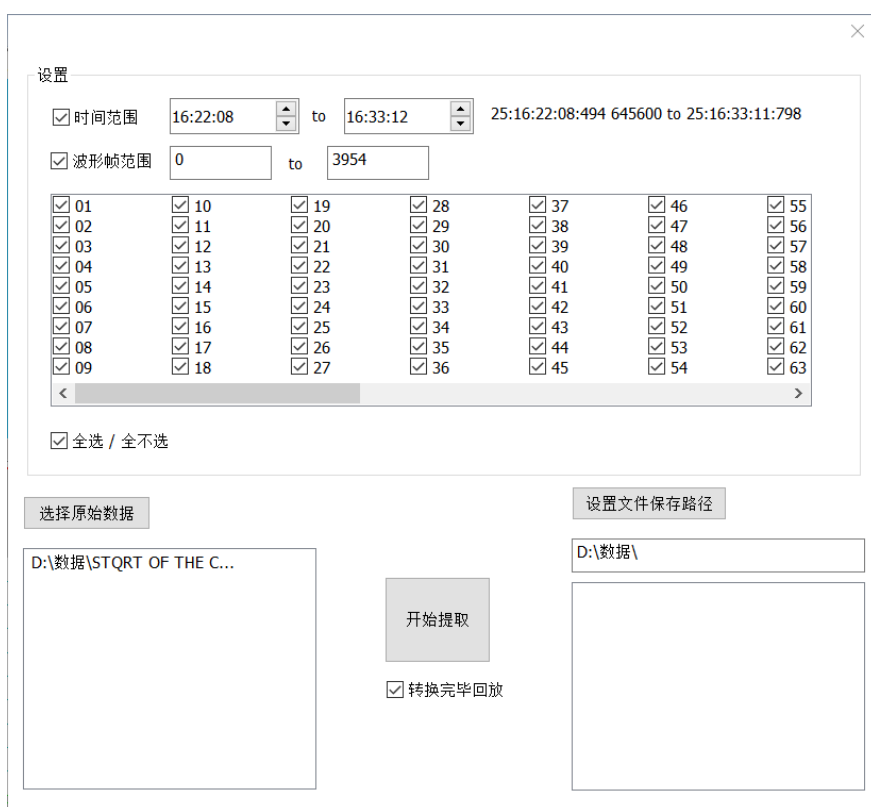 设置
时间范围 16:22:08 to 16:33:12 25:16:22:08:494 645600 to 25:16:33:11:798
波形帧范围 0 to 3954
01 10 19 28 37 46 55
02 11 20 29 38 47 56
03 12 21 30 39 48 57
04 13 22 31 40 49 58
05 14 23 32 41 50 59
06 15 24 33 42 51 60
07 16 25 34 43 52 61
08 17 26 35 44 53 62
09 18 27 36 45 54 63
全选 / 全不选
选择原始数据
设置文件保存路径
D:\数据\STQRT OF THE C...
D:\数据\
开始提取
转换完毕回放